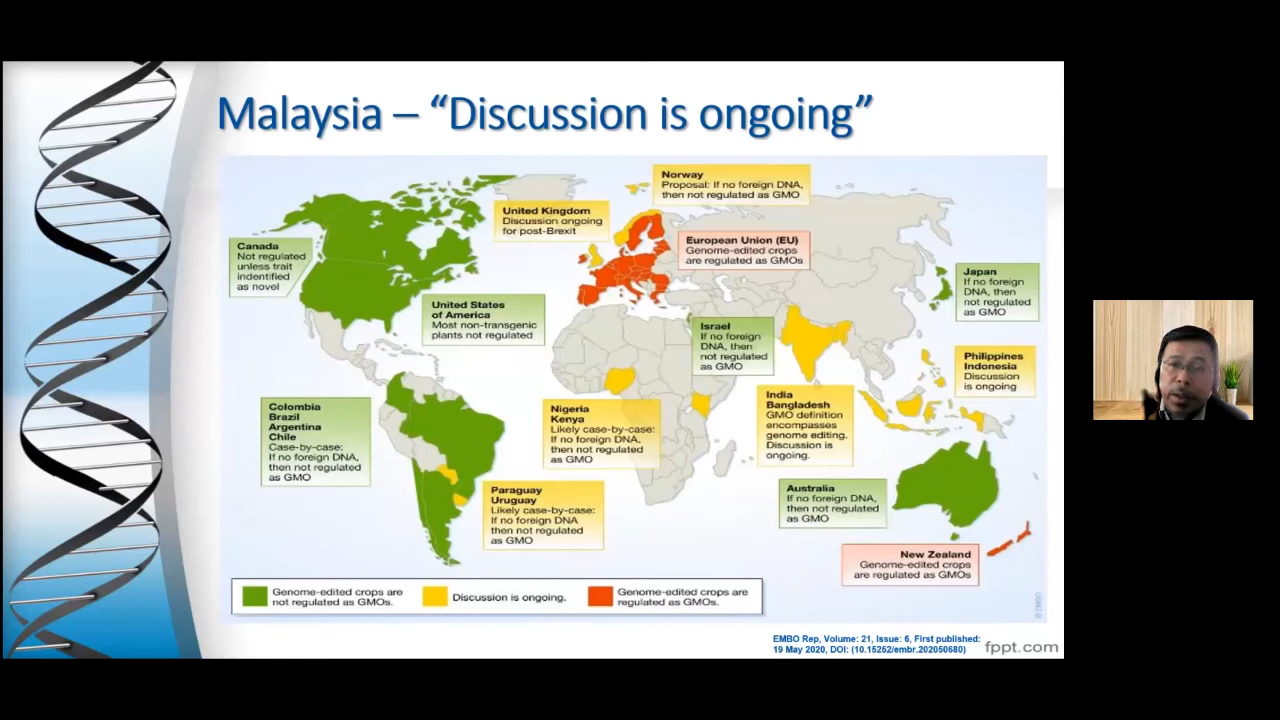 Malaysia – “Discussion is ongoing”
Norway
Proposal: If no foreign DNA,
then not regulated as GMO
United Kingdom
Discussion ongoing
for post-Brexit
European Union (EU)
Genome-edited crops
are regulated as GMOs
Canada
Not regulated
unless trait
indentified
as novel
United States
of America
Most non-transgenic
plants not regulated
Israel
If no foreign
DNA, then
not regulated
as GMO
Japan
If no foreign
DNA, then
not regulated
as GMO
Philippines
Indonesia
Discussion
is ongoing
Colombia
Brazil
Argentina
Chile
Case-by-case:
If no foreign DNA,
then not regulated
as GMO
Nigeria
Kenya
Likely case-by-case:
If no foreign DNA,
then not regulated
as GMO
India
Bangladesh
GMO definition
encompasses
genome editing.
Discussion is
ongoing.
Paraguay
Uruguay
Likely case-by-case:
If no foreign DNA
then not regulated
as GMO
Australia
If no foreign DNA,
then not regulated
as GMO
New Zealand
Genome-edited crops
are regulated as GMOs
Genome-edited crops are
not regulated as GMOs.
Discussion is ongoing.
Genome-edited crops are
regulated as GMOs.
© EMBO
EMBO Rep, Volume: 21, Issue: 6, First published:
19 May 2020, DOI: (10.15252/embr.202050680)
fppt.com